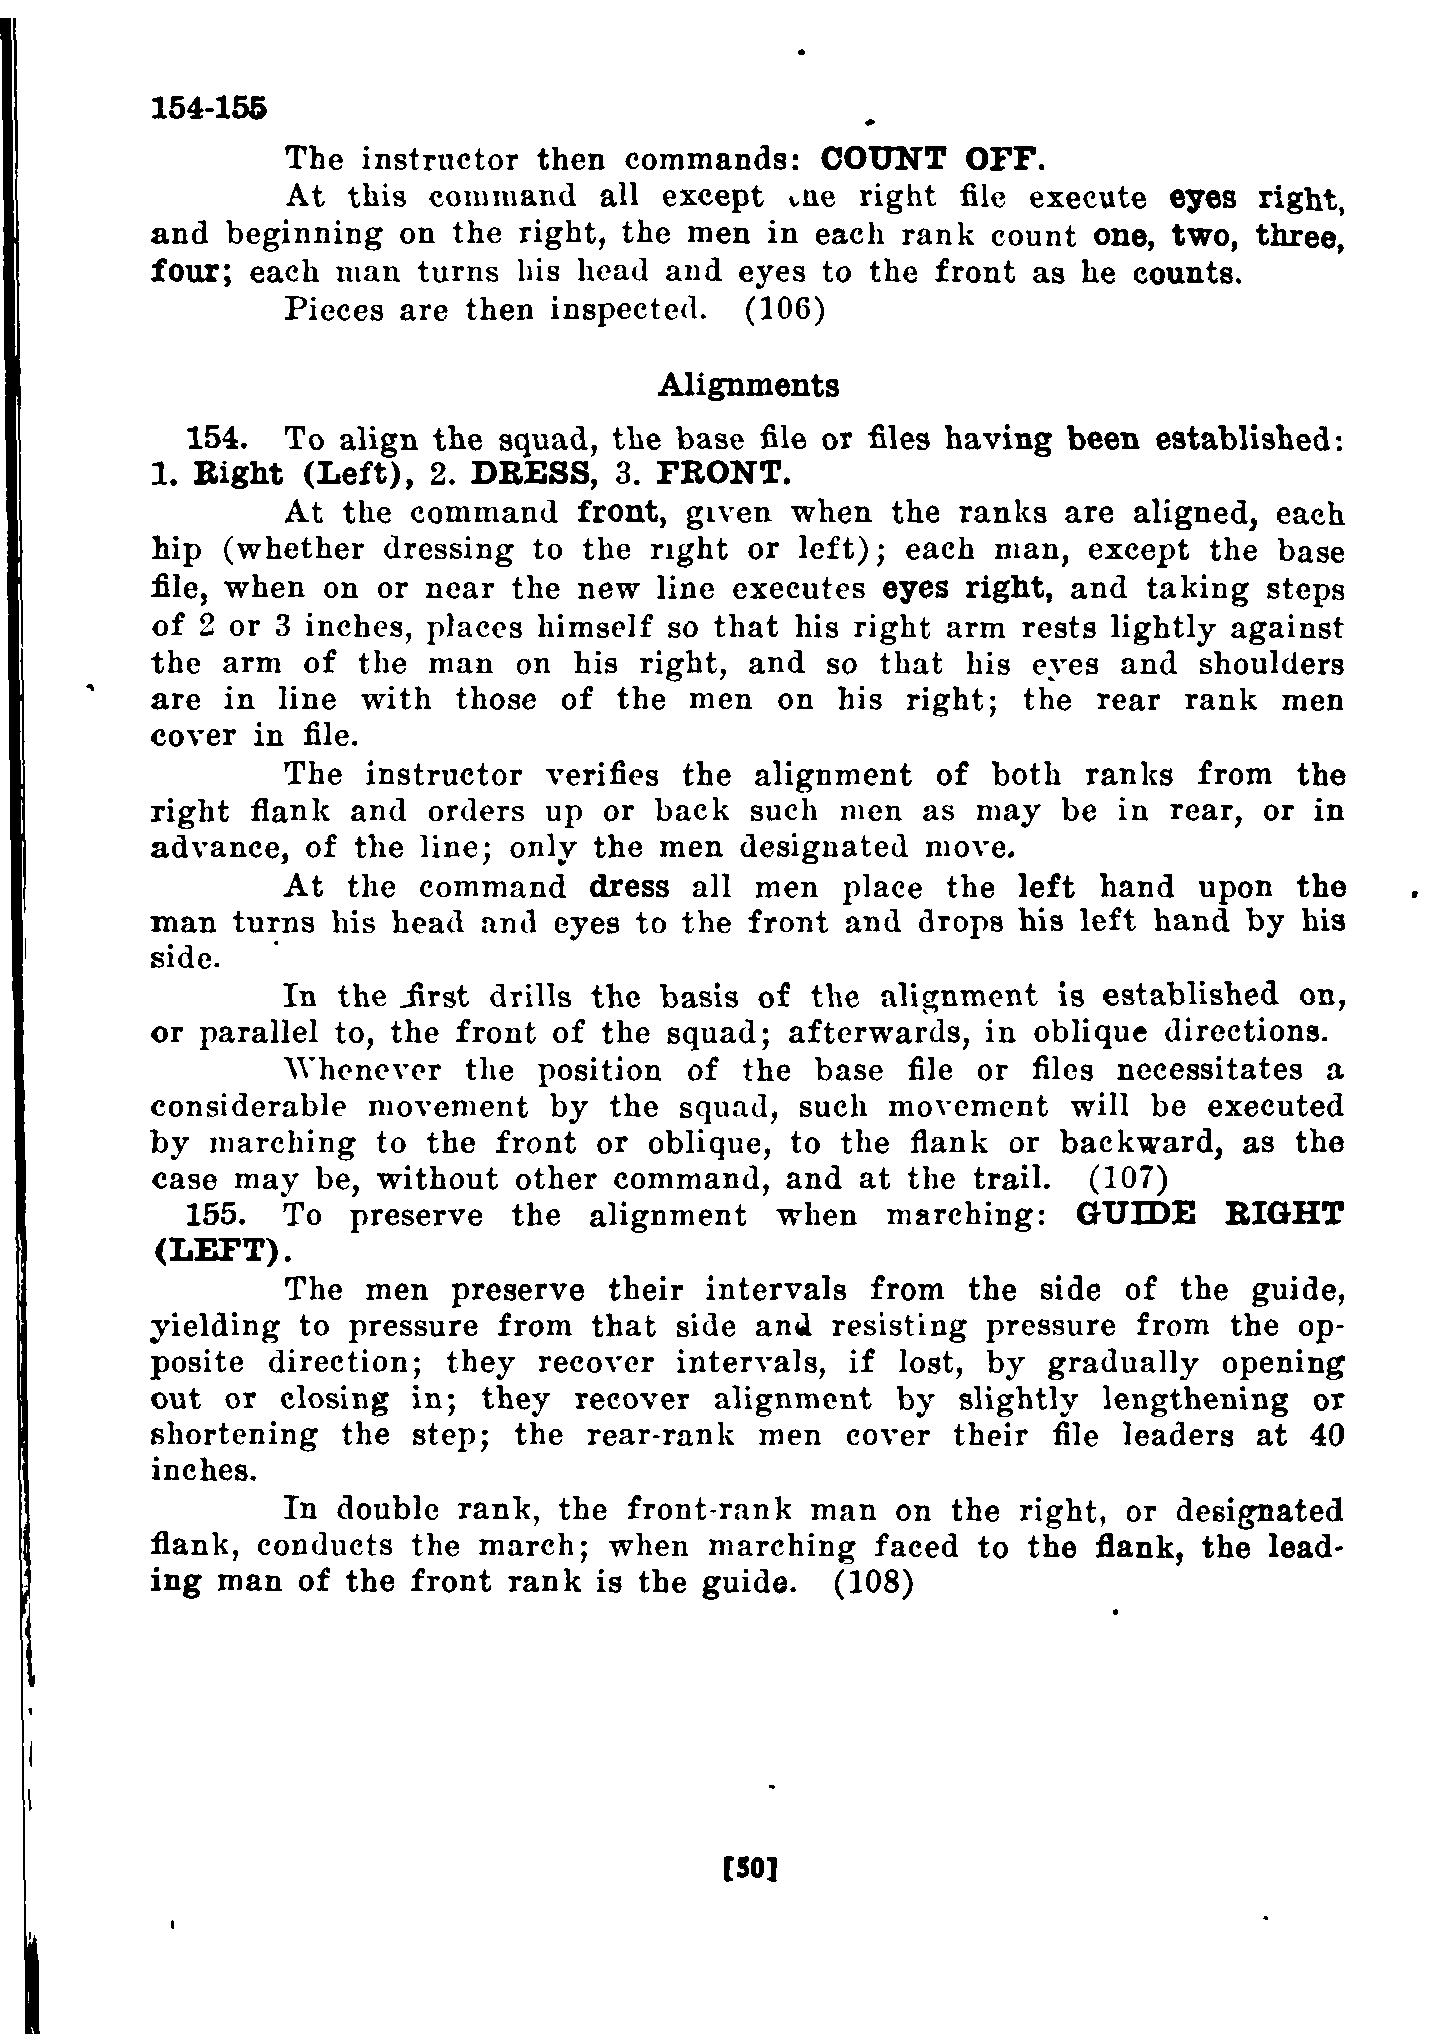 154-155
The instructor then commands: COUNT OFF.
At this command all except the right file execute eyes right,
and beginning on the right, the men in each rank count one, two, three,
four; each man turns his head and eyes to the front as he counts.
Pieces are then inspected. (106)
Alignments
154. To align the squad, the base file or files having been established:
1. Right (Left), 2. DRESS, 3. FRONT.
At the command front, given when the ranks are aligned, each
hip (whether dressing to the right or left); each man, except the base
file, when on or near the new line executes eyes right, and taking steps
of 2 or 3 inches, places himself so that his right arm rests lightly against
the arm of the man on his right, and so that his eyes and shoulders
are in line with those of the men on his right; the rear rank men
cover in file.
The instructor verifies the alignment of both ranks from the
right flank and orders up or back such men as may be in rear, or in
advance, of the line; only the men designated move.
At the command dress all men place the left hand upon the
man turns his head and eyes to the front and drops his left hand by his
side.
In the first drills the basis of the alignment is established on,
or parallel to, the front of the squad; afterwards, in oblique directions.
Whenever the position of the base file or files necessitates a
considerable movement by the squad, such movement will be executed
by marching to the front or oblique, to the flank or backward, as the
case may be, without other command, and at the trail. (107)
155. To preserve the alignment when marching: GUIDE RIGHT
(LEFT).
The men preserve their intervals from the side of the guide,
yielding to pressure from that side and resisting pressure from the op-
posite direction; they recover intervals, if lost, by gradually opening
out or closing in; they recover alignment by slightly lengthening or
shortening the step; the rear-rank men cover their file leaders at 40
inches.
In double rank, the front-rank man on the right, or designated
flank, conducts the march; when marching faced to the flank, the lead-
ing man of the front rank is the guide. (108)
[50]